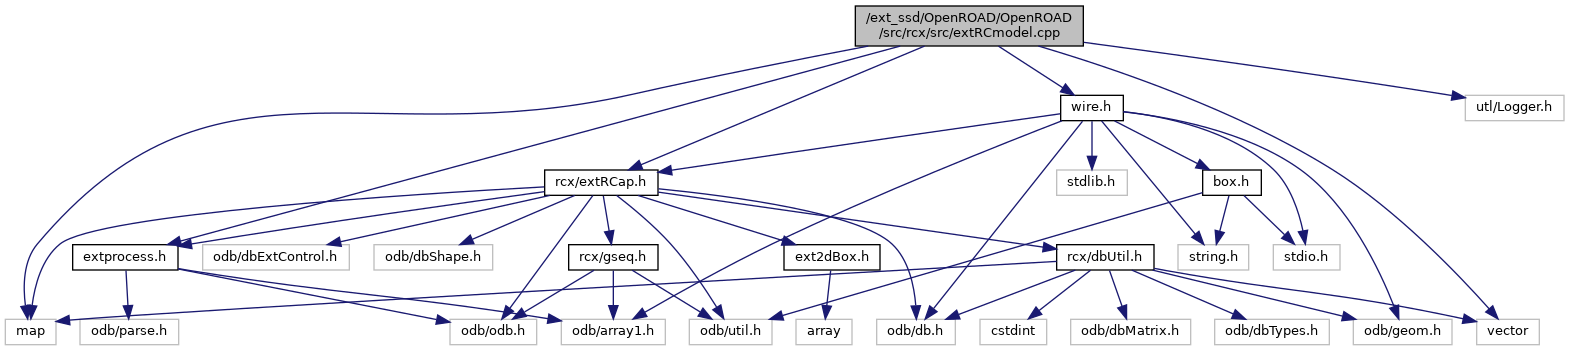 /ext_ssd/OpenROAD/OpenROAD
/src/rcx/src/extRCmodel.cpp
wire.h
utl/Logger.h
rcx/extRCap.h
stdlib.h
box.h
extprocess.h
odb/dbExtControl.h
odb/dbShape.h
rcx/gseq.h
ext2dBox.h
rcx/dbUtil.h
string.h
stdio.h
map
odb/parse.h
odb/odb.h
odb/array1.h
odb/util.h
array
odb/db.h
cstdint
odb/dbMatrix.h
odb/dbTypes.h
odb/geom.h
vector